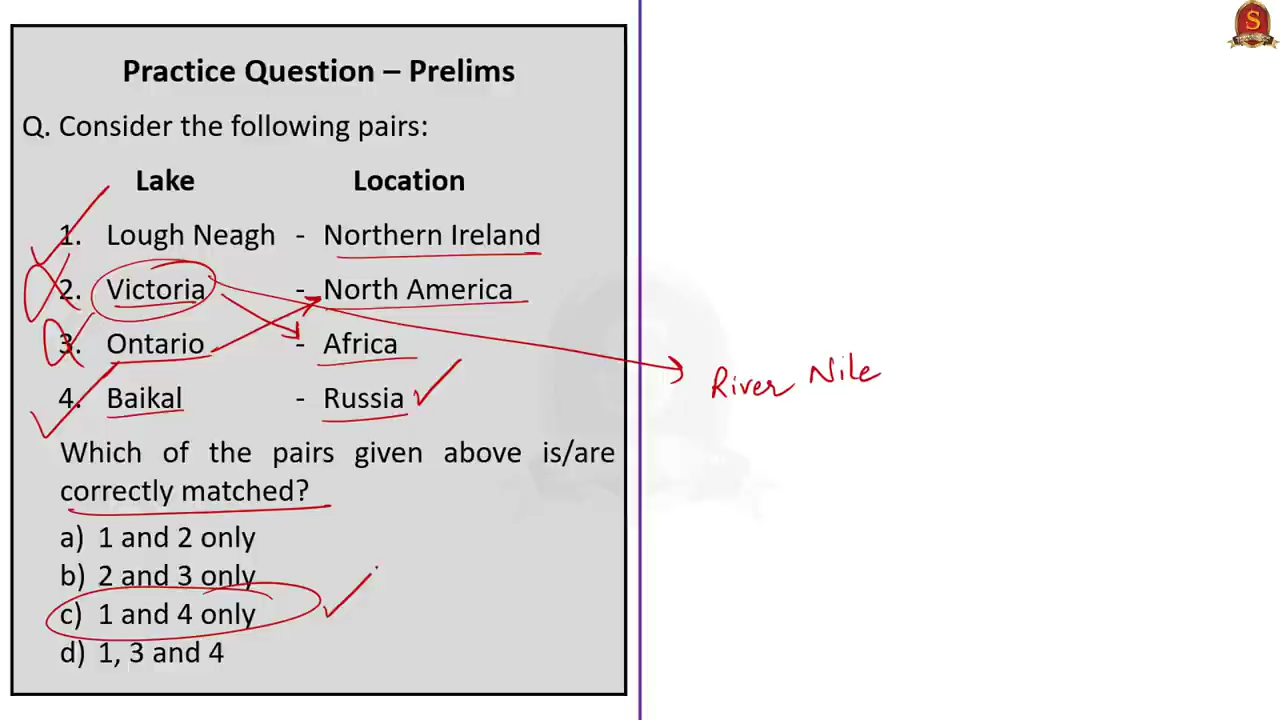 Practice Question – Prelims
Q. Consider the following pairs:
Lake Location
1. Lough Neagh - Northern Ireland
2. Victoria - North America
3. Ontario - Africa
4. Baikal - Russia
River Nile
Which of the pairs given above is/are
correctly matched?
a) 1 and 2 only
b) 2 and 3 only
c) 1 and 4 only
d) 1, 3 and 4
S